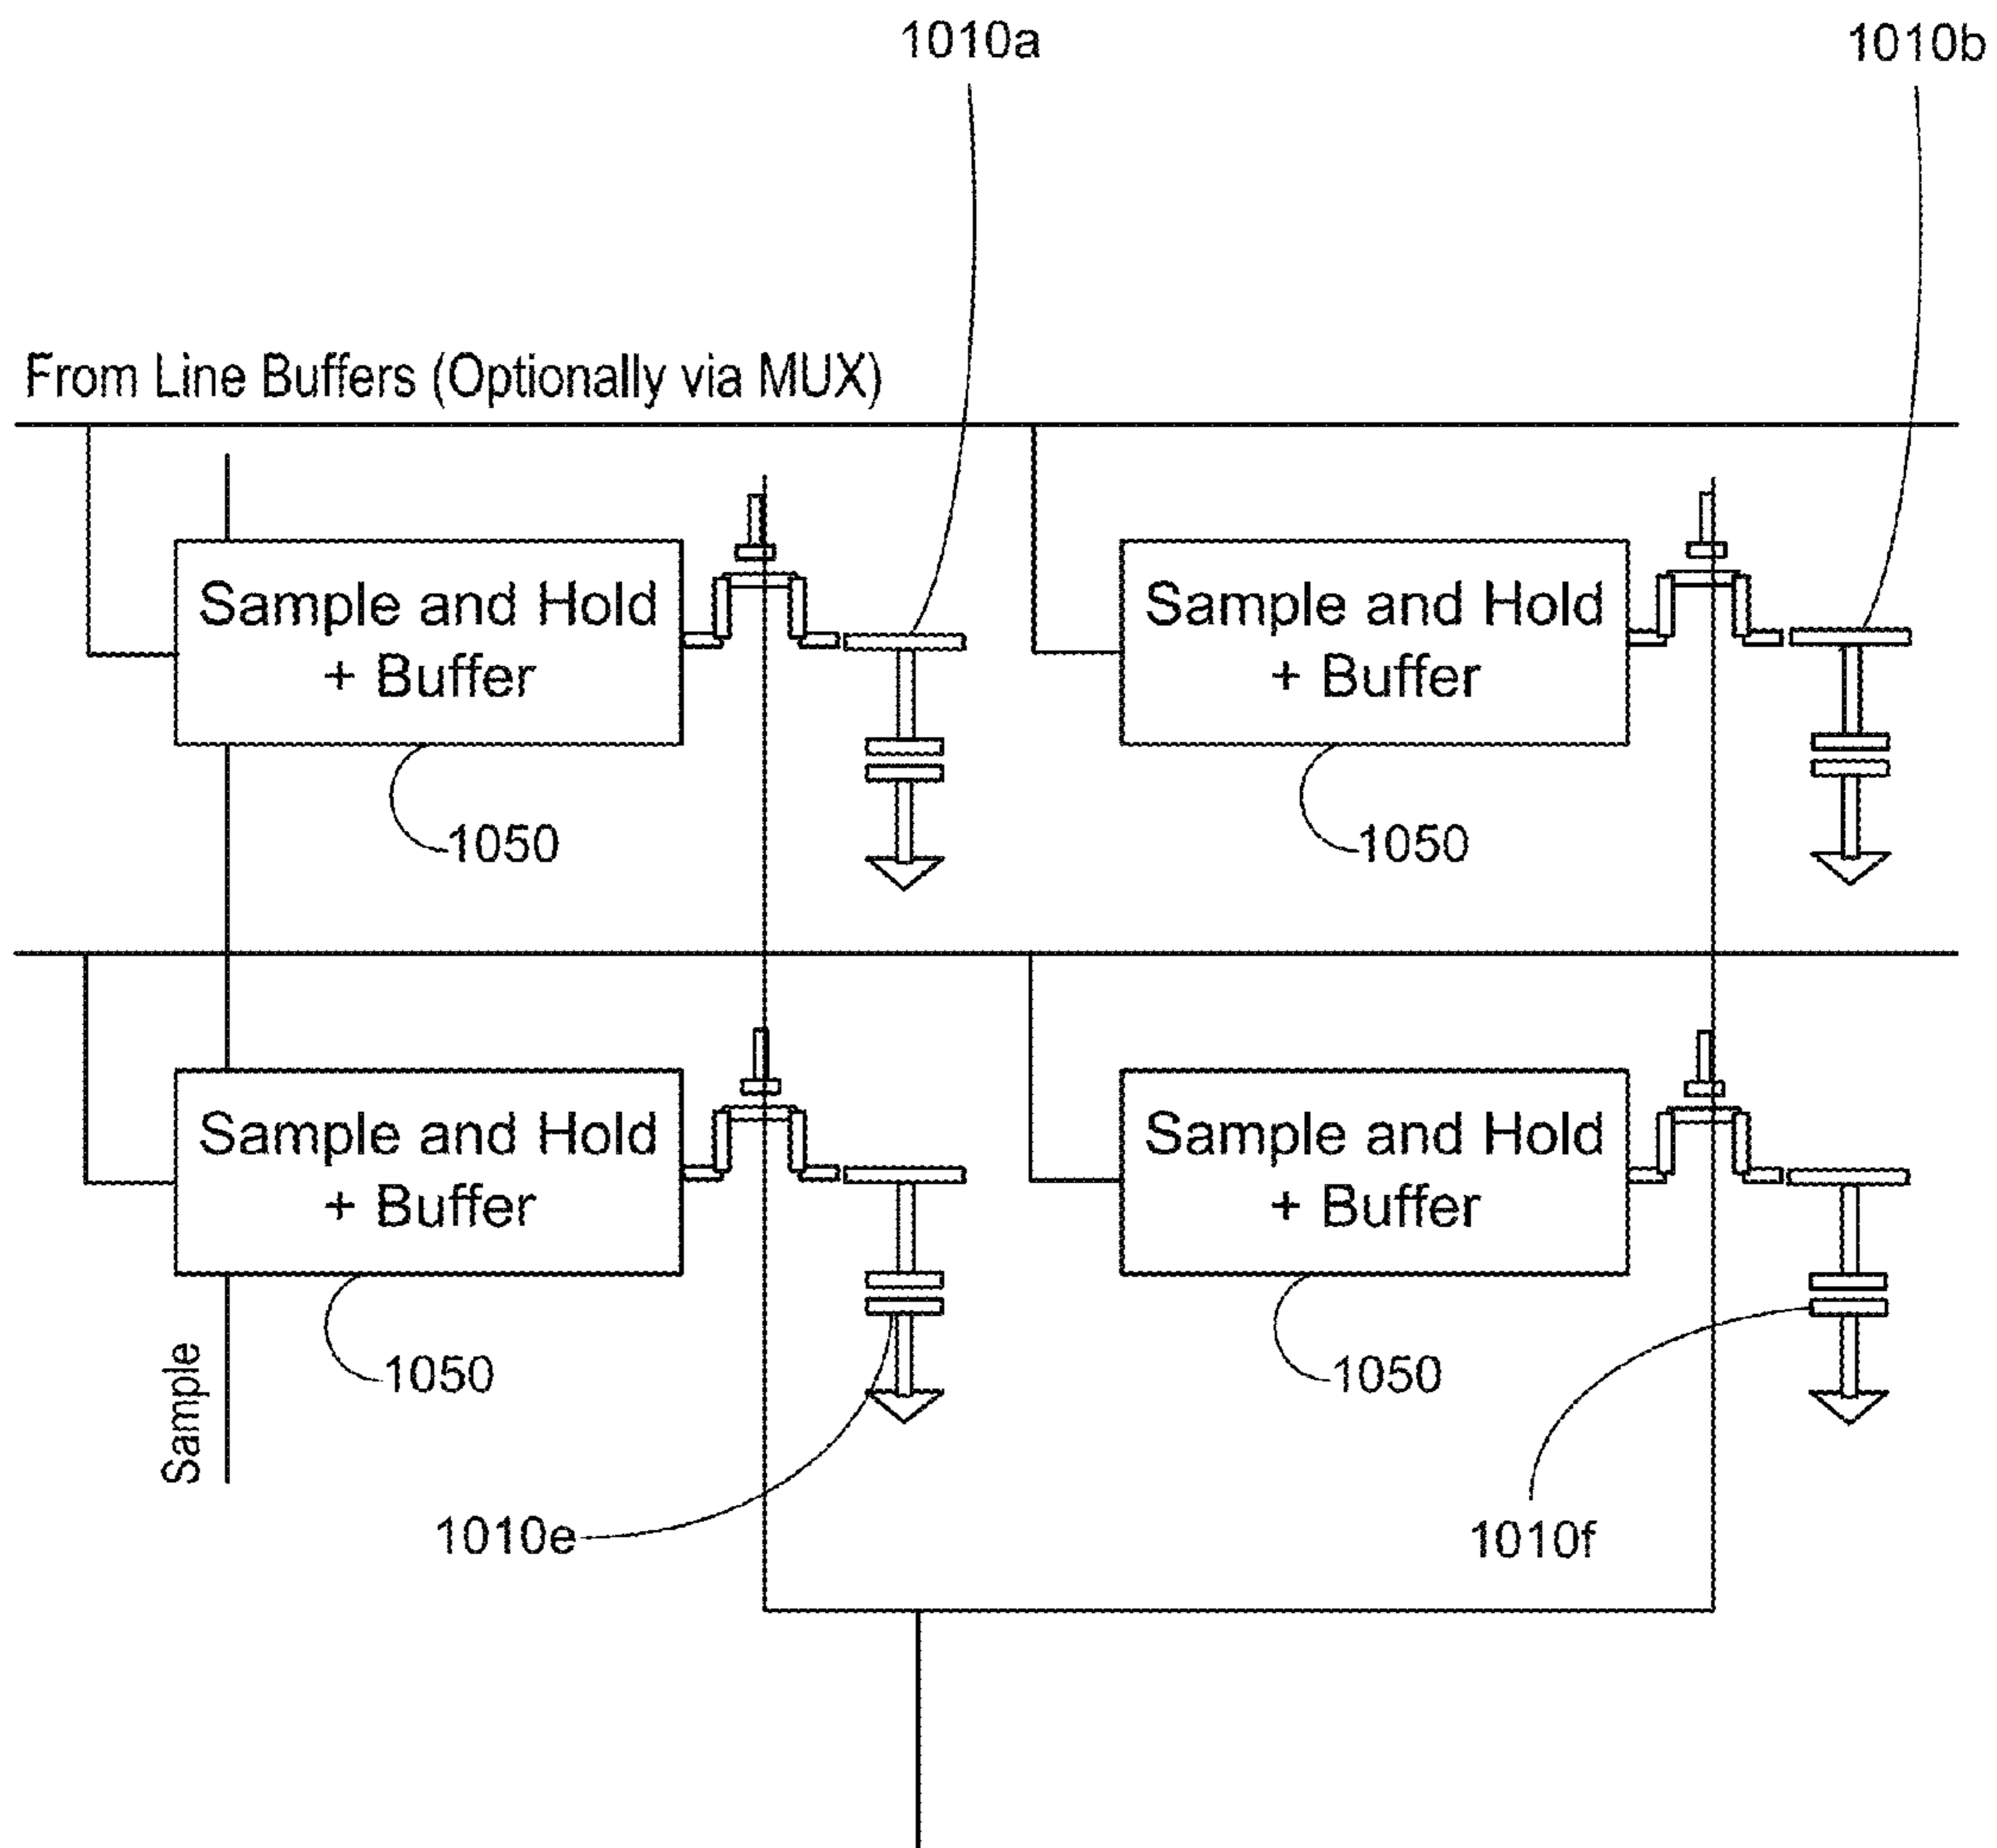 1010a
1010b
From Line Buffers (Optionally via MUX)
Sample and Hold
+ Buffer
Sample and Hold
+ Buffer
1050
1050
Sample and Hold
+ Buffer
Sample and Hold
+ Buffer
1050
1050
Sample
1010e
1010f